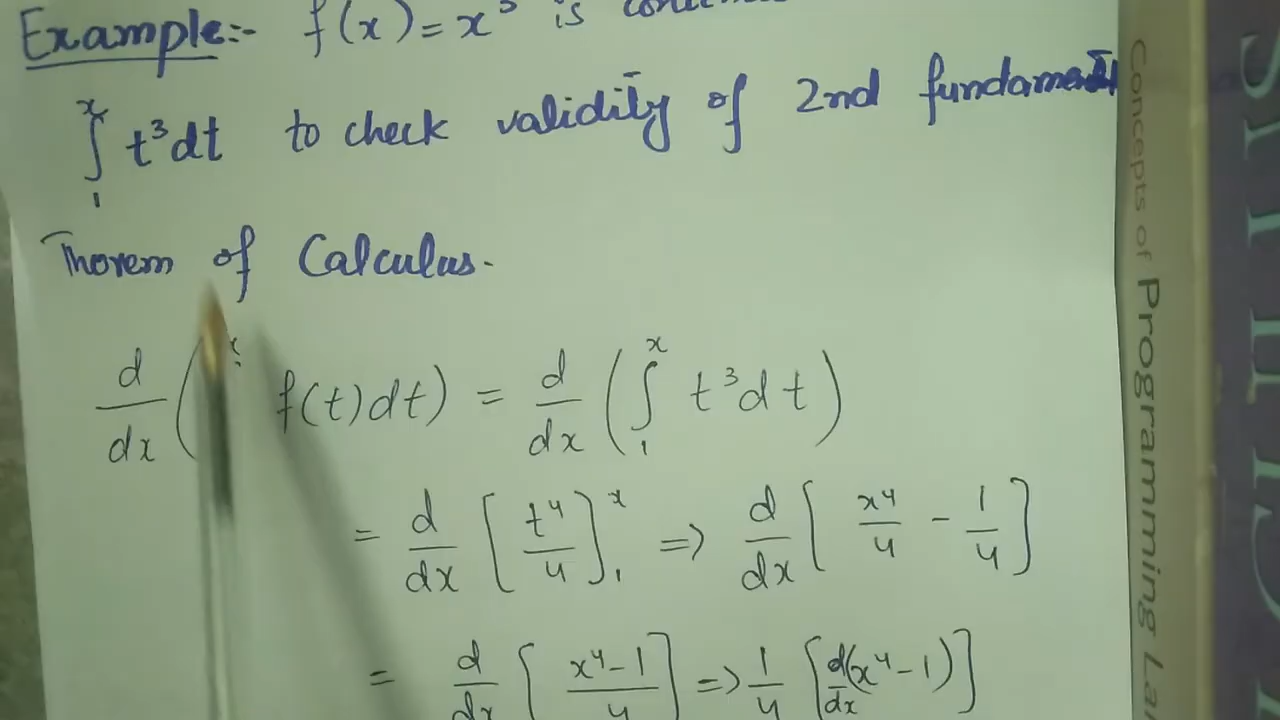 Example:- f(x) = x³ is
∫₁ˣ t³dt to check validity of 2nd fundamental
Thorem of Calculus.
d/dx ( f(t)dt) = d/dx (∫₁ˣ t³dt)
= d/dx [t⁴/4]₁ˣ => d/dx [x⁴/4 - 1/4]
= d/dx [x⁴-1/4] => 1/4 [d/dx(x⁴-1)]
Concepts of Programming